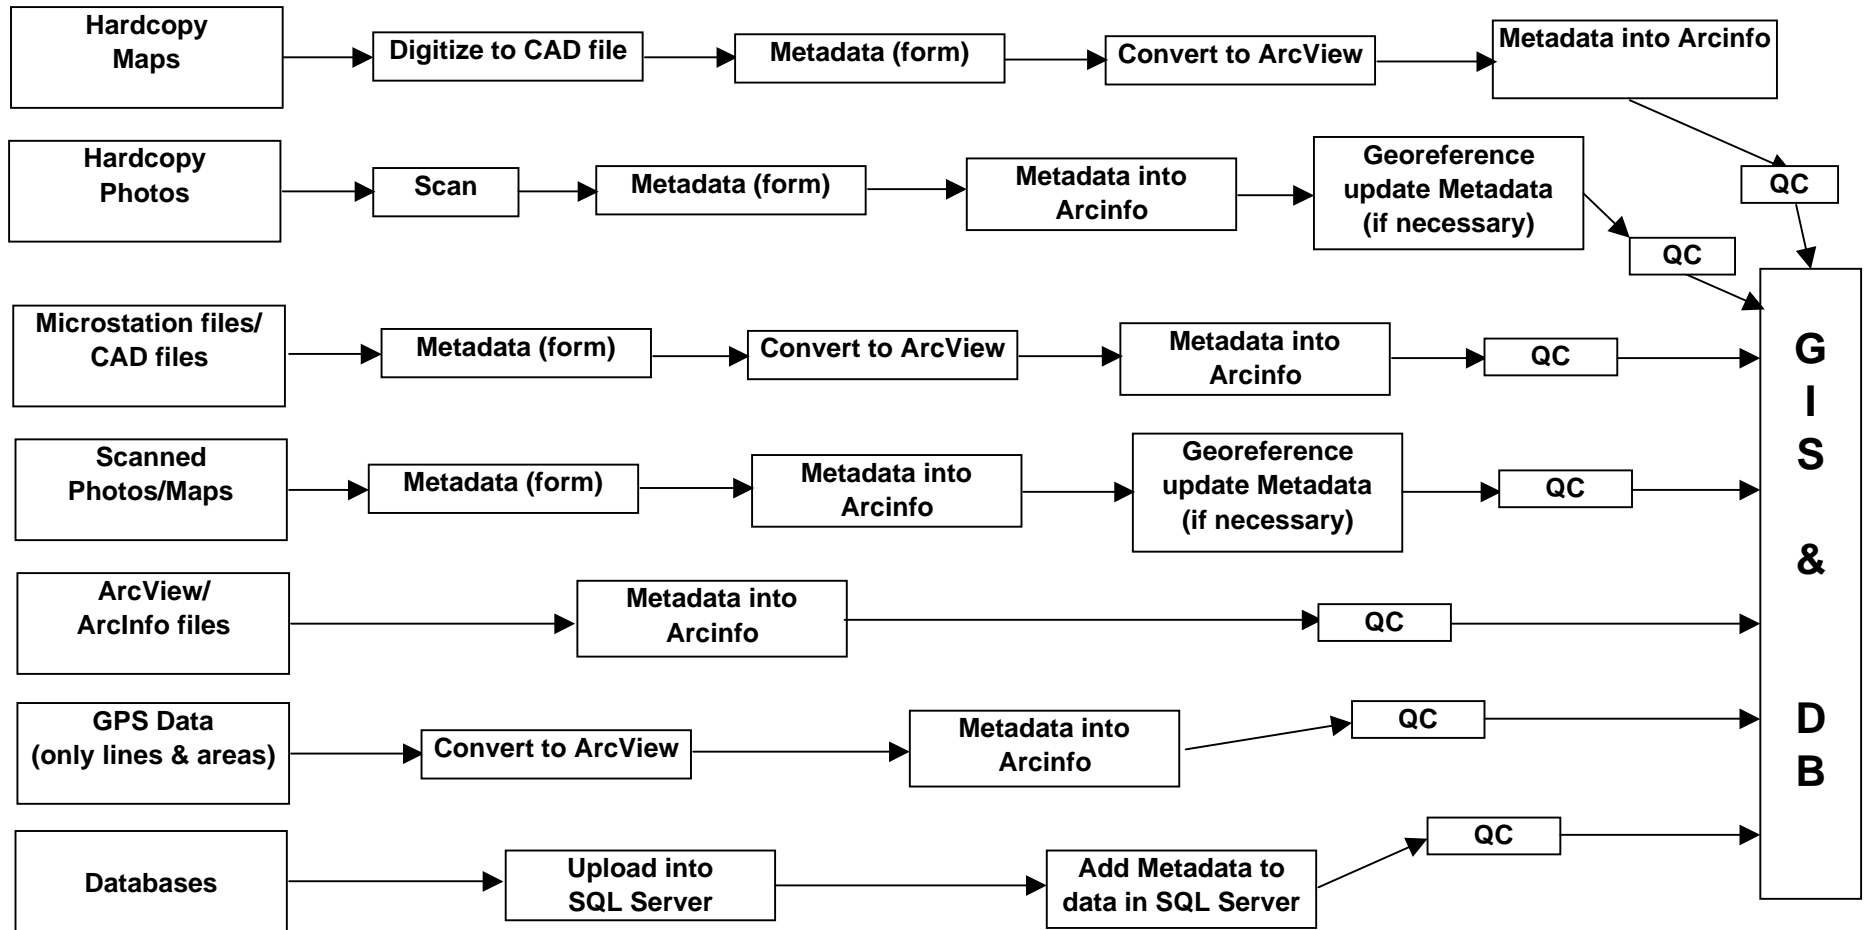 Hardcopy
Maps
Digitize to CAD file
Metadata (form)
Convert to ArcView
Metadata into Arcinfo
QC
Hardcopy
Photos
Scan
Metadata (form)
Metadata into
Arcinfo
Georeference
update Metadata
(if necessary)
QC
Microstation files/
CAD files
Metadata (form)
Convert to ArcView
Metadata into
Arcinfo
QC
Scanned
Photos/Maps
Metadata (form)
Metadata into
Arcinfo
Georeference
update Metadata
(if necessary)
QC
ArcView/
ArcInfo files
Metadata into
Arcinfo
QC
GPS Data
(only lines & areas)
Convert to ArcView
Metadata into
Arcinfo
QC
Databases
Upload into
SQL Server
Add Metadata to
data in SQL Server
QC
G
I
S
&
D
B